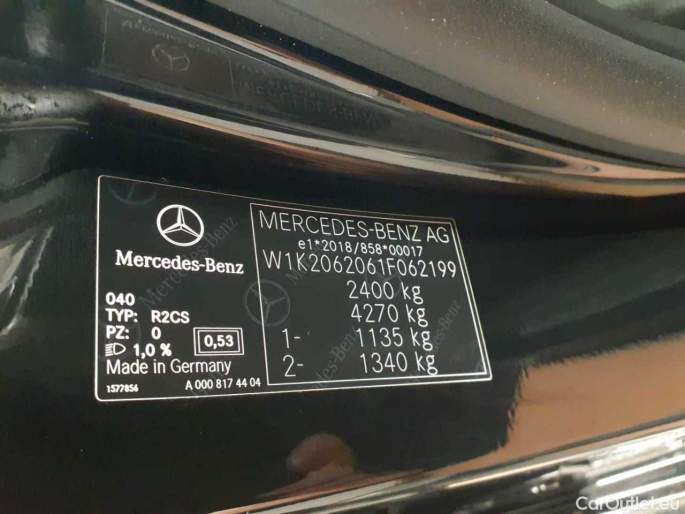 Mercedes-Benz
040
TYP: R2CS
PZ: 0
1,0 %
0,53
Made in Germany
1577856
A 000 817 44 04
MERCEDES-BENZ AG
e1*2018/858*00017
W1K2062061F062199
2400 kg
4270 kg
1- 1135 kg
2- 1340 kg
CarOutlet.eu